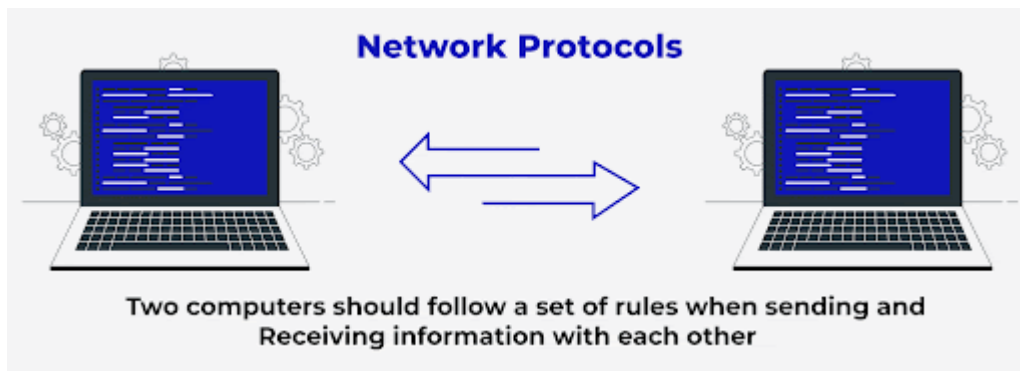 Network Protocols
Two computers should follow a set of rules when sending and
Receiving information with each other